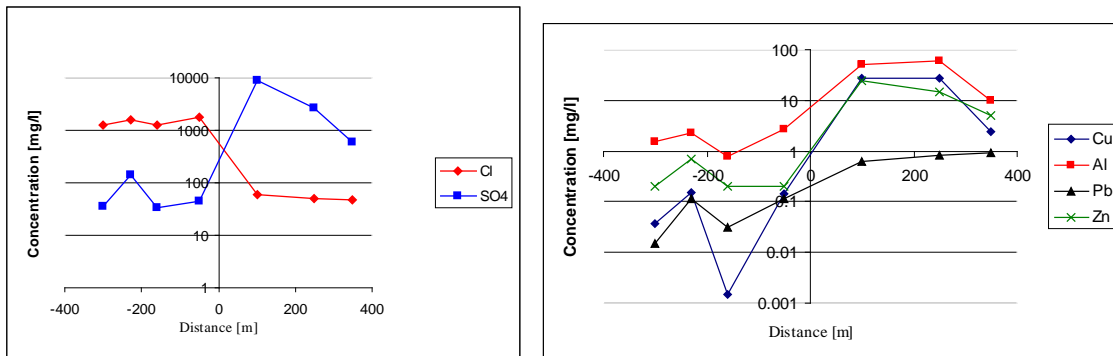 Concentration [mg/l]
10000
1000
100
10
1
-400 -200 0 200 400
Distance [m]
Cl
SO4
Concentration [mg/l]
100
10
1
0.1
0.01
0.001
-400 -200 0 200 400
Distance [m]
Cu
Al
Pb
Zn